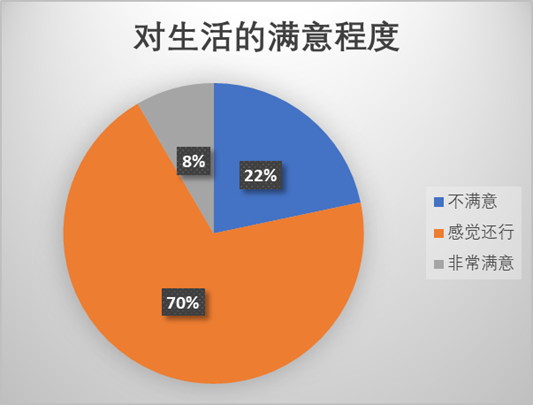 对生活的满意程度
8%
22%
70%
不满意
感觉还行
非常满意